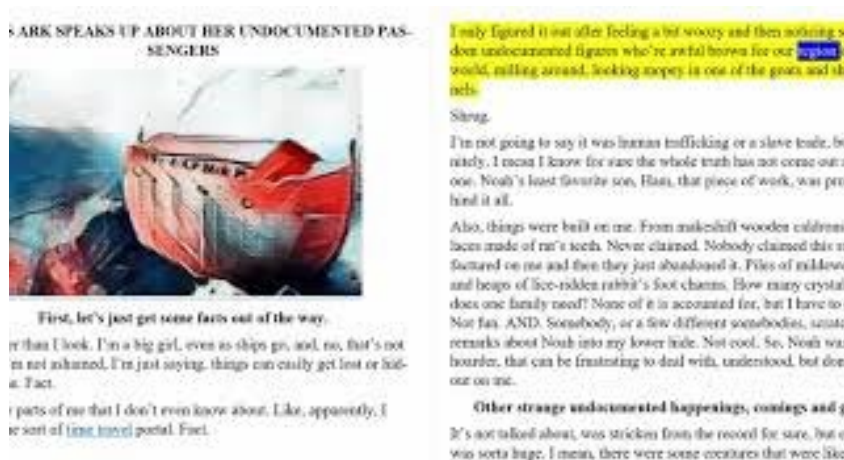 ARK SPEAKS UP ABOUT HER UNDOCUMENTED PAS-
SENGERS
First, let's just get some facts out of the way.
than I look. I'm a big girl, even as ships go, and, no, that's not
m not ashamed, I'm just saying, things can easily get lost or hid-
Fact.
parts of me that I don't even know about. Like, apparently, I
sort of time travel portal. Fact.
I only figured it out after feeling a bit woozy and then noticing
dom undocumented figures who're awful brown for our region
world, milling around, looking mopey in one of the goats and
nels.
Shrug.
I'm not going to say it was human trafficking or a slave trade,
nitely. I mean I know for sure the whole truth has not come out
one. Noah's least favorite son, Ham, that piece of work, was
hind it all.
Also, things were built on me. From makeshift wooden caldrons
laces made of rat's teeth. Never claimed. Nobody claimed this
factured on me and then they just abandoned it. Piles of
and heaps of lice-ridden rabbit's foot charms. How many crystal
does one family need? None of it is accounted for, but I have to
Not fun. AND. Somebody, or a few different somebodies,
remarks about Noah into my lower hide. Not cool. So, Noah
hoarder, that can be frustrating to deal with, understood, but
out on me.
Other strange undocumented happenings, comings and
It's not talked about, was stricken from the record for sure, but
was sorta huge. I mean, there were some creatures that were like